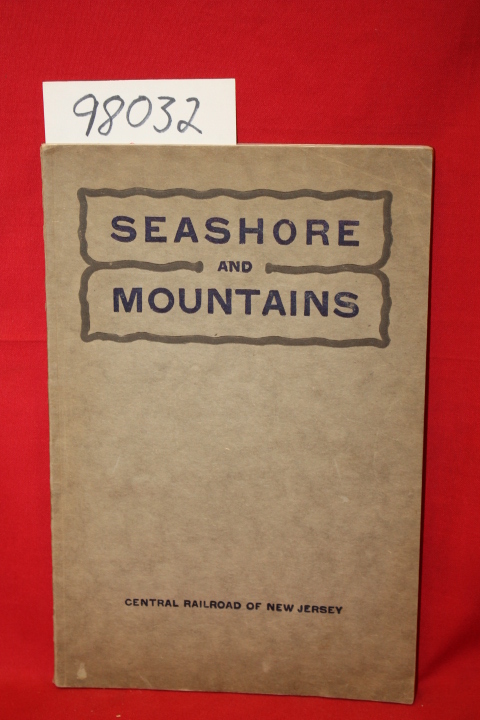 98032
SEASHORE
AND
MOUNTAINS
CENTRAL RAILROAD OF NEW JERSEY